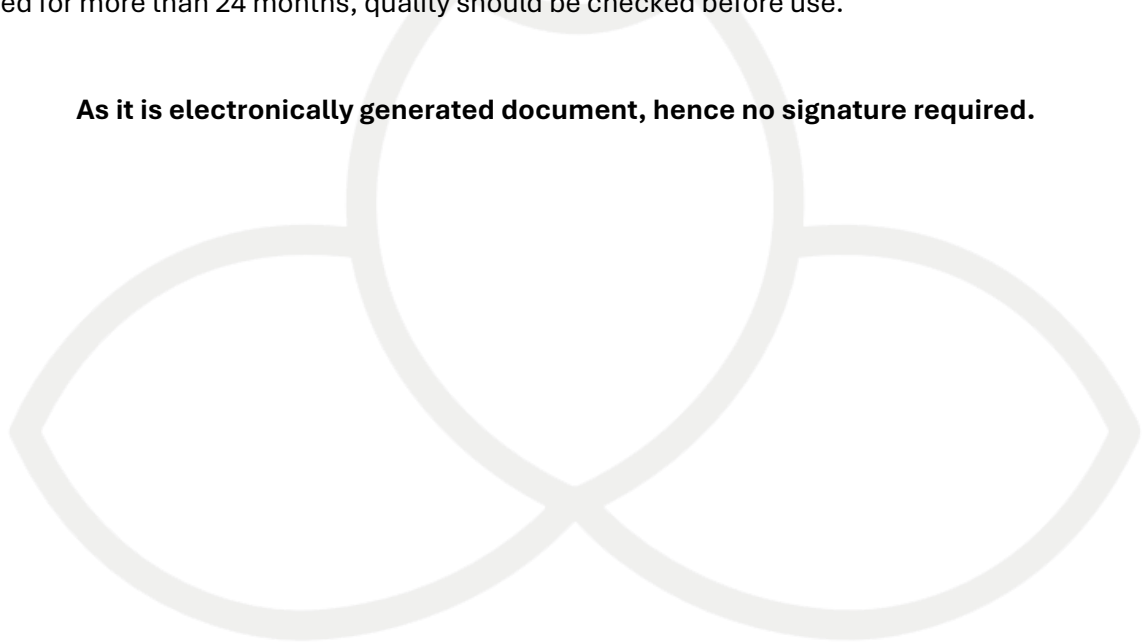 ed for more than 24 months, quality should be checked before use.
As it is electronically generated document, hence no signature required.